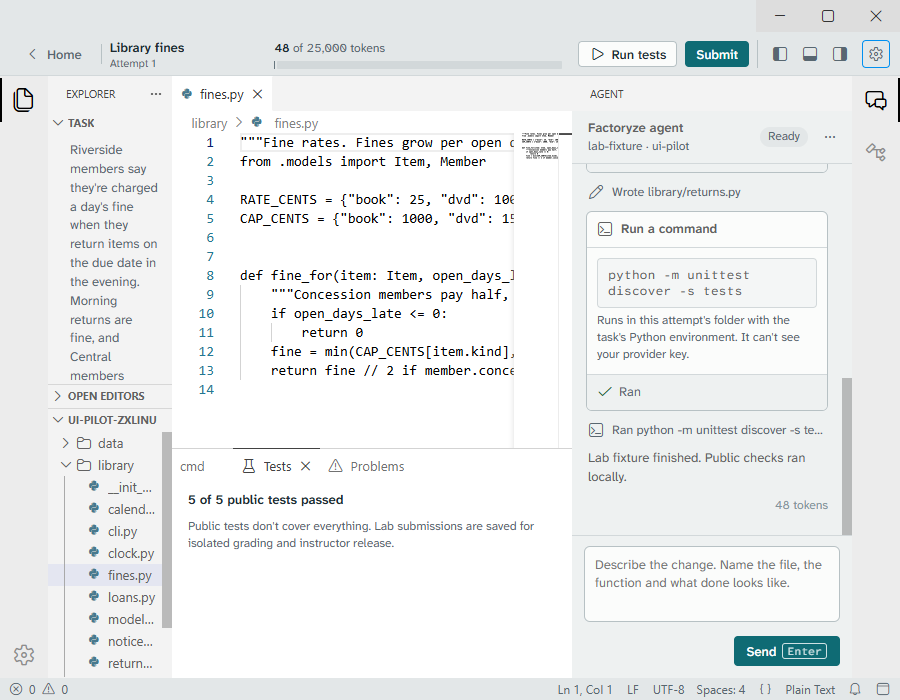 Home
Library fines
Attempt 1
48 of 25,000 tokens
Run tests
Submit
EXPLORER
TASK
Riverside
members say
they're charged
a day's fine
when they
return items on
the due date in
the evening.
Morning
returns are
fine, and
Central
members
OPEN EDITORS
UI-PILOT-ZXLINU
data
library
__init_...
calend...
cli.py
clock.py
fines.py
loans.py
model...
notice...
return...
fines.py
library > fines.py
1 """Fine rates. Fines grow per open
2 from .models import Item, Member
3
4 RATE_CENTS = {"book": 25, "dvd": 100
5 CAP_CENTS = {"book": 1000, "dvd": 15
6
7
8 def fine_for(item: Item, open_days_
9 """Concession members pay half,
10 if open_days_late <= 0:
11 return 0
12 fine = min(CAP_CENTS[item.kind],
13 return fine // 2 if member.conce
14
cmd
Tests
Problems
5 of 5 public tests passed
Public tests don't cover everything. Lab submissions are saved for
isolated grading and instructor release.
AGENT
Factoryze agent
lab-fixture · ui-pilot
Ready
Wrote library/returns.py
Run a command
python -m unittest
discover -s tests
Runs in this attempt's folder with the
task's Python environment. It can't see
your provider key.
Ran
Ran python -m unittest discover -s te...
Lab fixture finished. Public checks ran
locally.
48 tokens
Describe the change. Name the file, the
function and what done looks like.
Send Enter
0 0
Ln 1, Col 1
LF
UTF-8
Spaces: 4
{ }
Plain Text